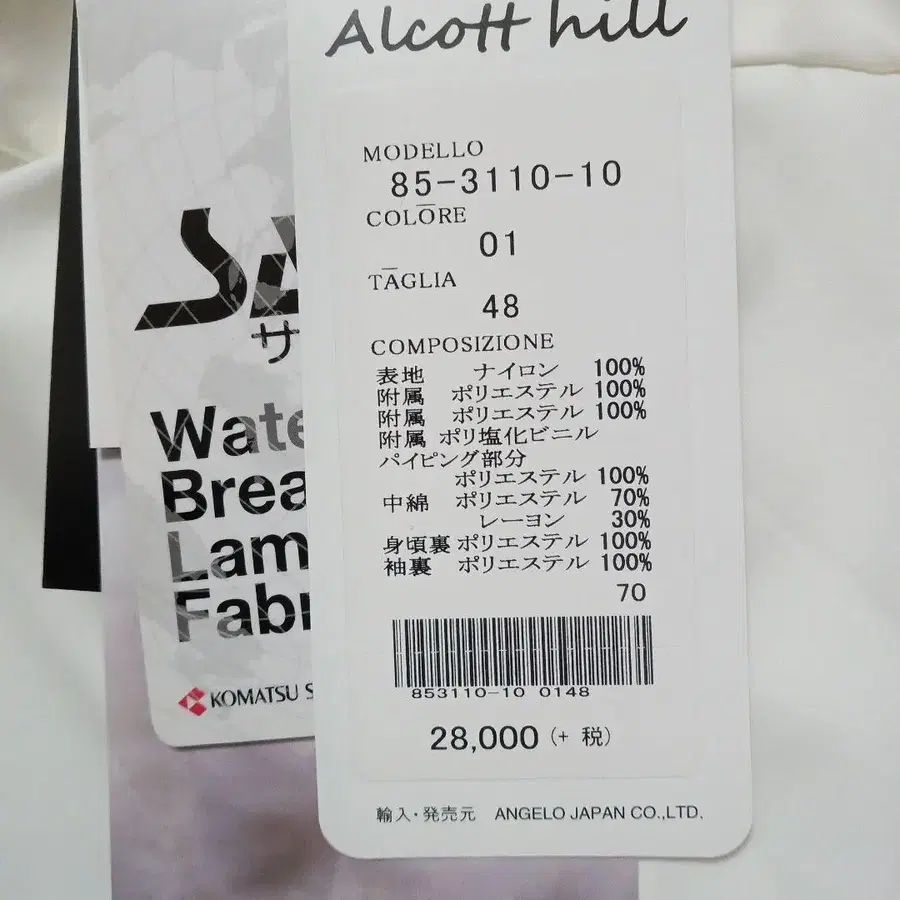 Alcott hill
MODELLO
85-3110-10
COLŌRE
01
TĀGLIA
48
COMPOSIZIONE
表地 ナイロン 100%
附属 ポリエステル 100%
附属 ポリエステル 100%
附属 ポリ塩化ビニル
パイピング部分
ポリエステル 100%
中綿 ポリエステル 70%
レーヨン 30%
身頃裏 ポリエステル 100%
袖裏 ポリエステル 100%
70
853110-10 0148
28,000 (+ 税)
輸入・発売元 ANGELO JAPAN CO.,LTD.
サ
Wate
Brea
Lam
Fabr
KOMATSU S